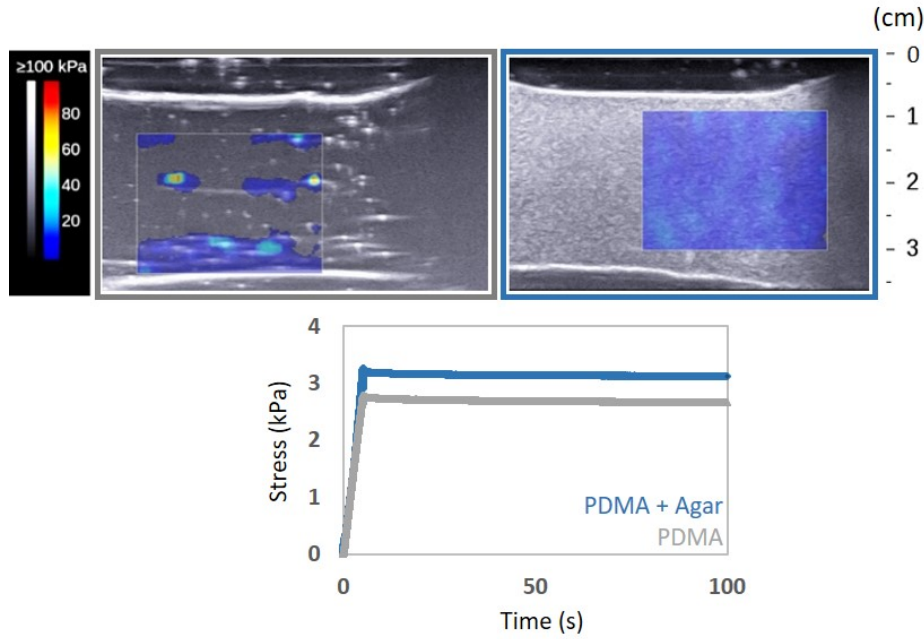 (cm)
≥100 kPa
80
60
40
20
0
1
2
3
4
3
2
1
0
Stress (kPa)
PDMA + Agar
PDMA
0
50
100
Time (s)